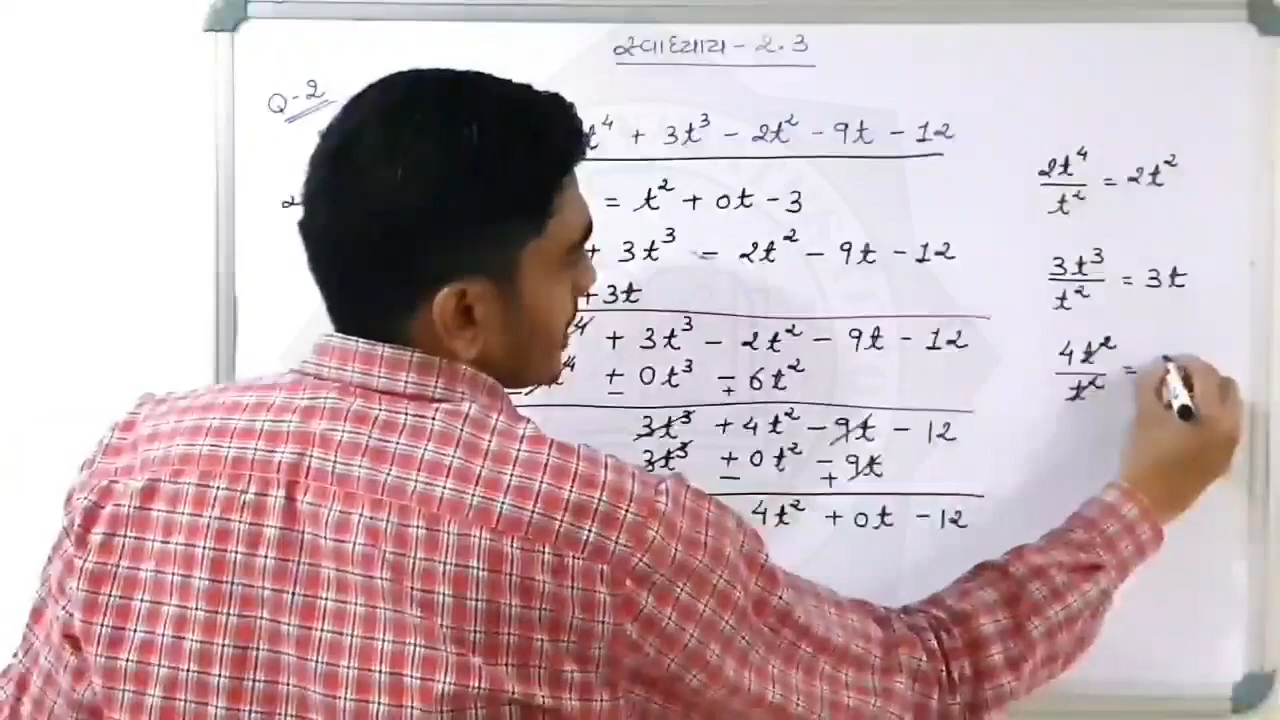 સ્વાધ્યાય - 2.3
Q-2
t⁴ + 3t³ - 2t² - 9t - 12
= t² + 0t - 3
+ 3t³ - 2t² - 9t - 12
+3t
4 + 3t³ - 2t² - 9t - 12
t⁴ ± 0t³ ∓ 6t²
3t³ + 4t² - 9t - 12
3t³ ± 0t² ∓ 9t
4t² + 0t - 12
2t⁴/t² = 2t²
3t³/t² = 3t
4t²/t² =